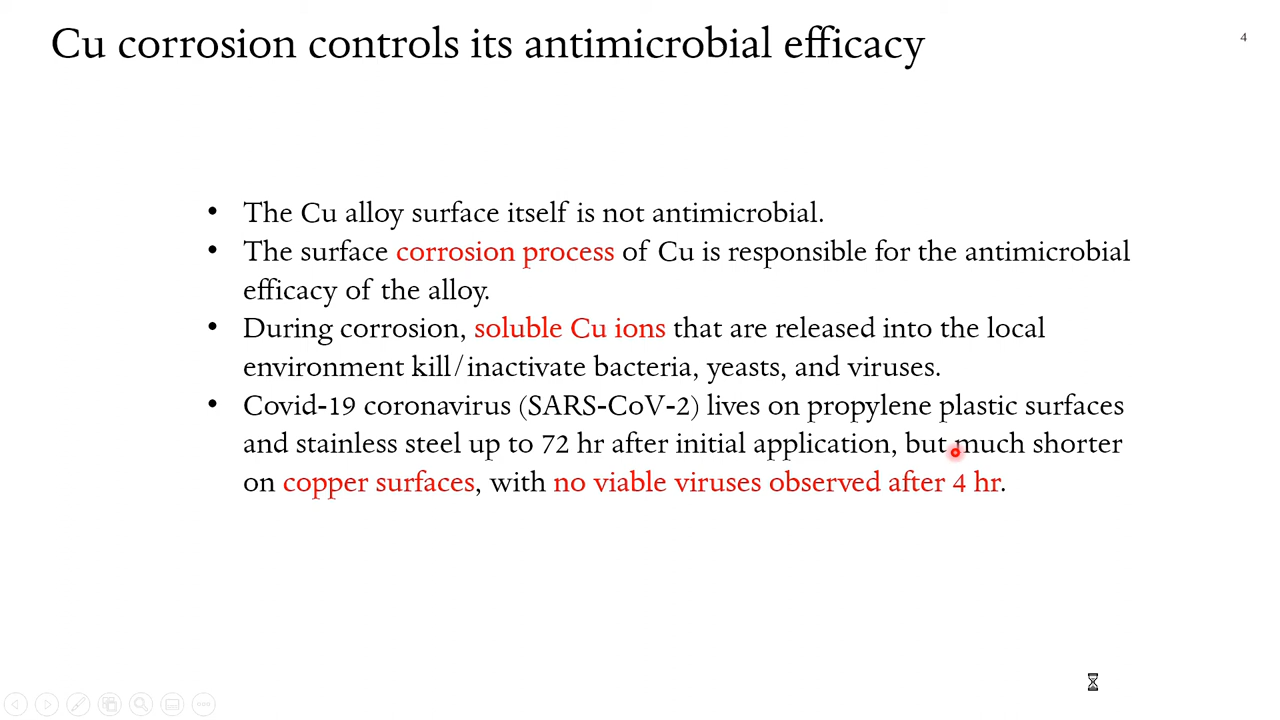 Cu corrosion controls its antimicrobial efficacy
4
• The Cu alloy surface itself is not antimicrobial.
• The surface corrosion process of Cu is responsible for the antimicrobial
efficacy of the alloy.
• During corrosion, soluble Cu ions that are released into the local
environment kill/inactivate bacteria, yeasts, and viruses.
• Covid-19 coronavirus (SARS-CoV-2) lives on propylene plastic surfaces
and stainless steel up to 72 hr after initial application, but much shorter
on copper surfaces, with no viable viruses observed after 4 hr.